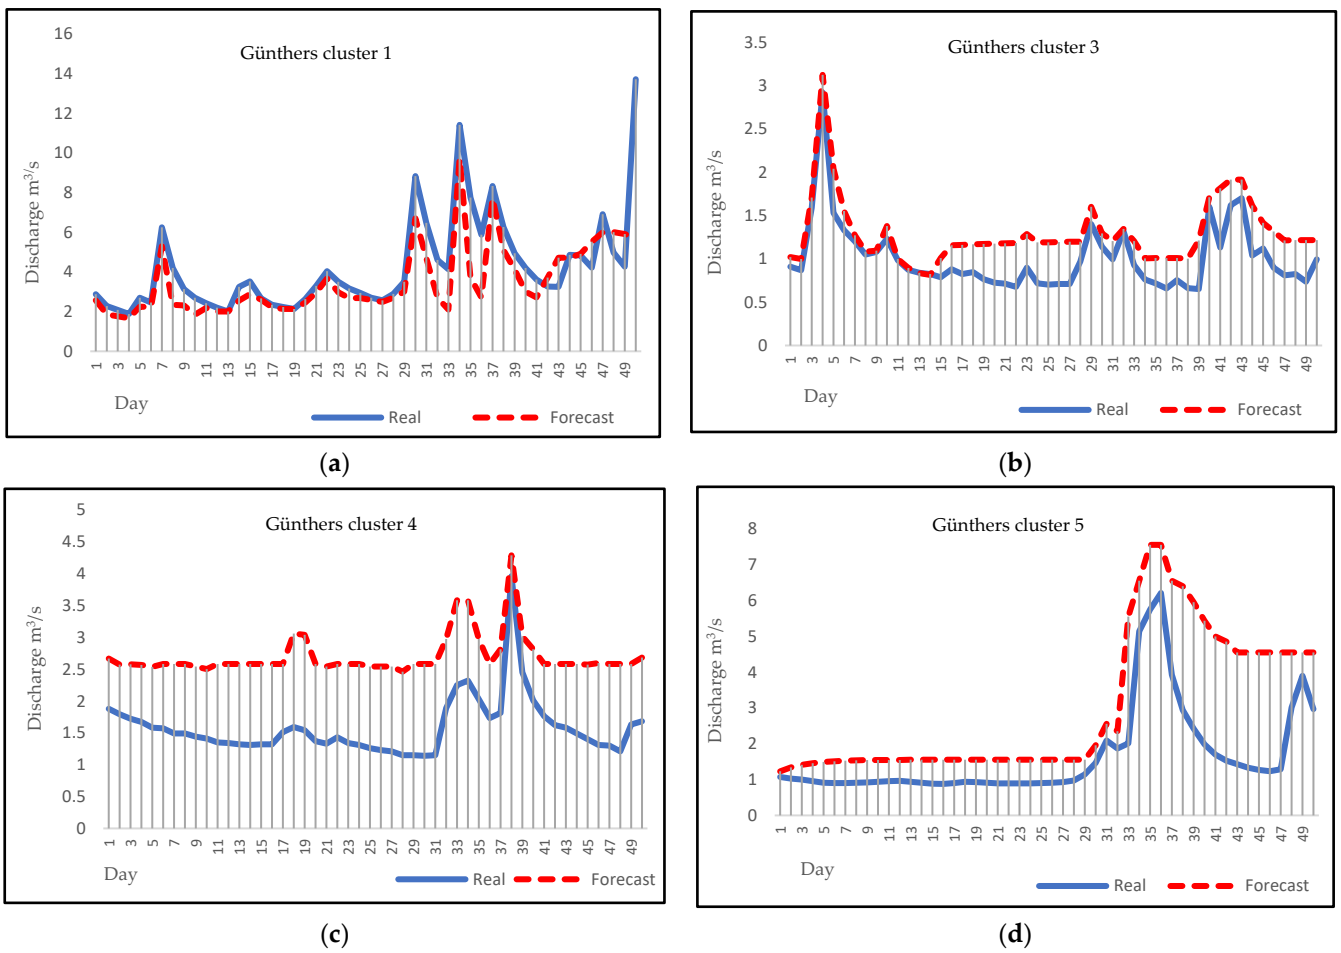 Günthers cluster 1
Discharge m³/s
16
14
12
10
8
6
4
2
0
1 3 5 7 9 11 13 15 17 19 21 23 25 27 29 31 33 35 37 39 41 43 45 47 49
Day
Real Forecast
(a)
Günthers cluster 3
Discharge m³/s
3.5
3
2.5
2
1.5
1
0.5
0
1 3 5 7 9 11 13 15 17 19 21 23 25 27 29 31 33 35 37 39 41 43 45 47 49
Day
Real Forecast
(b)
Günthers cluster 4
Discharge m³/s
5
4.5
4
3.5
3
2.5
2
1.5
1
0.5
0
1 3 5 7 9 11 13 15 17 19 21 23 25 27 29 31 33 35 37 39 41 43 45 47 49
Day
Real Forecast
(c)
Günthers cluster 5
Discharge m³/s
8
7
6
5
4
3
2
1
0
1 3 5 7 9 11 13 15 17 19 21 23 25 27 29 31 33 35 37 39 41 43 45 47 49
Day
Real Forecast
(d)